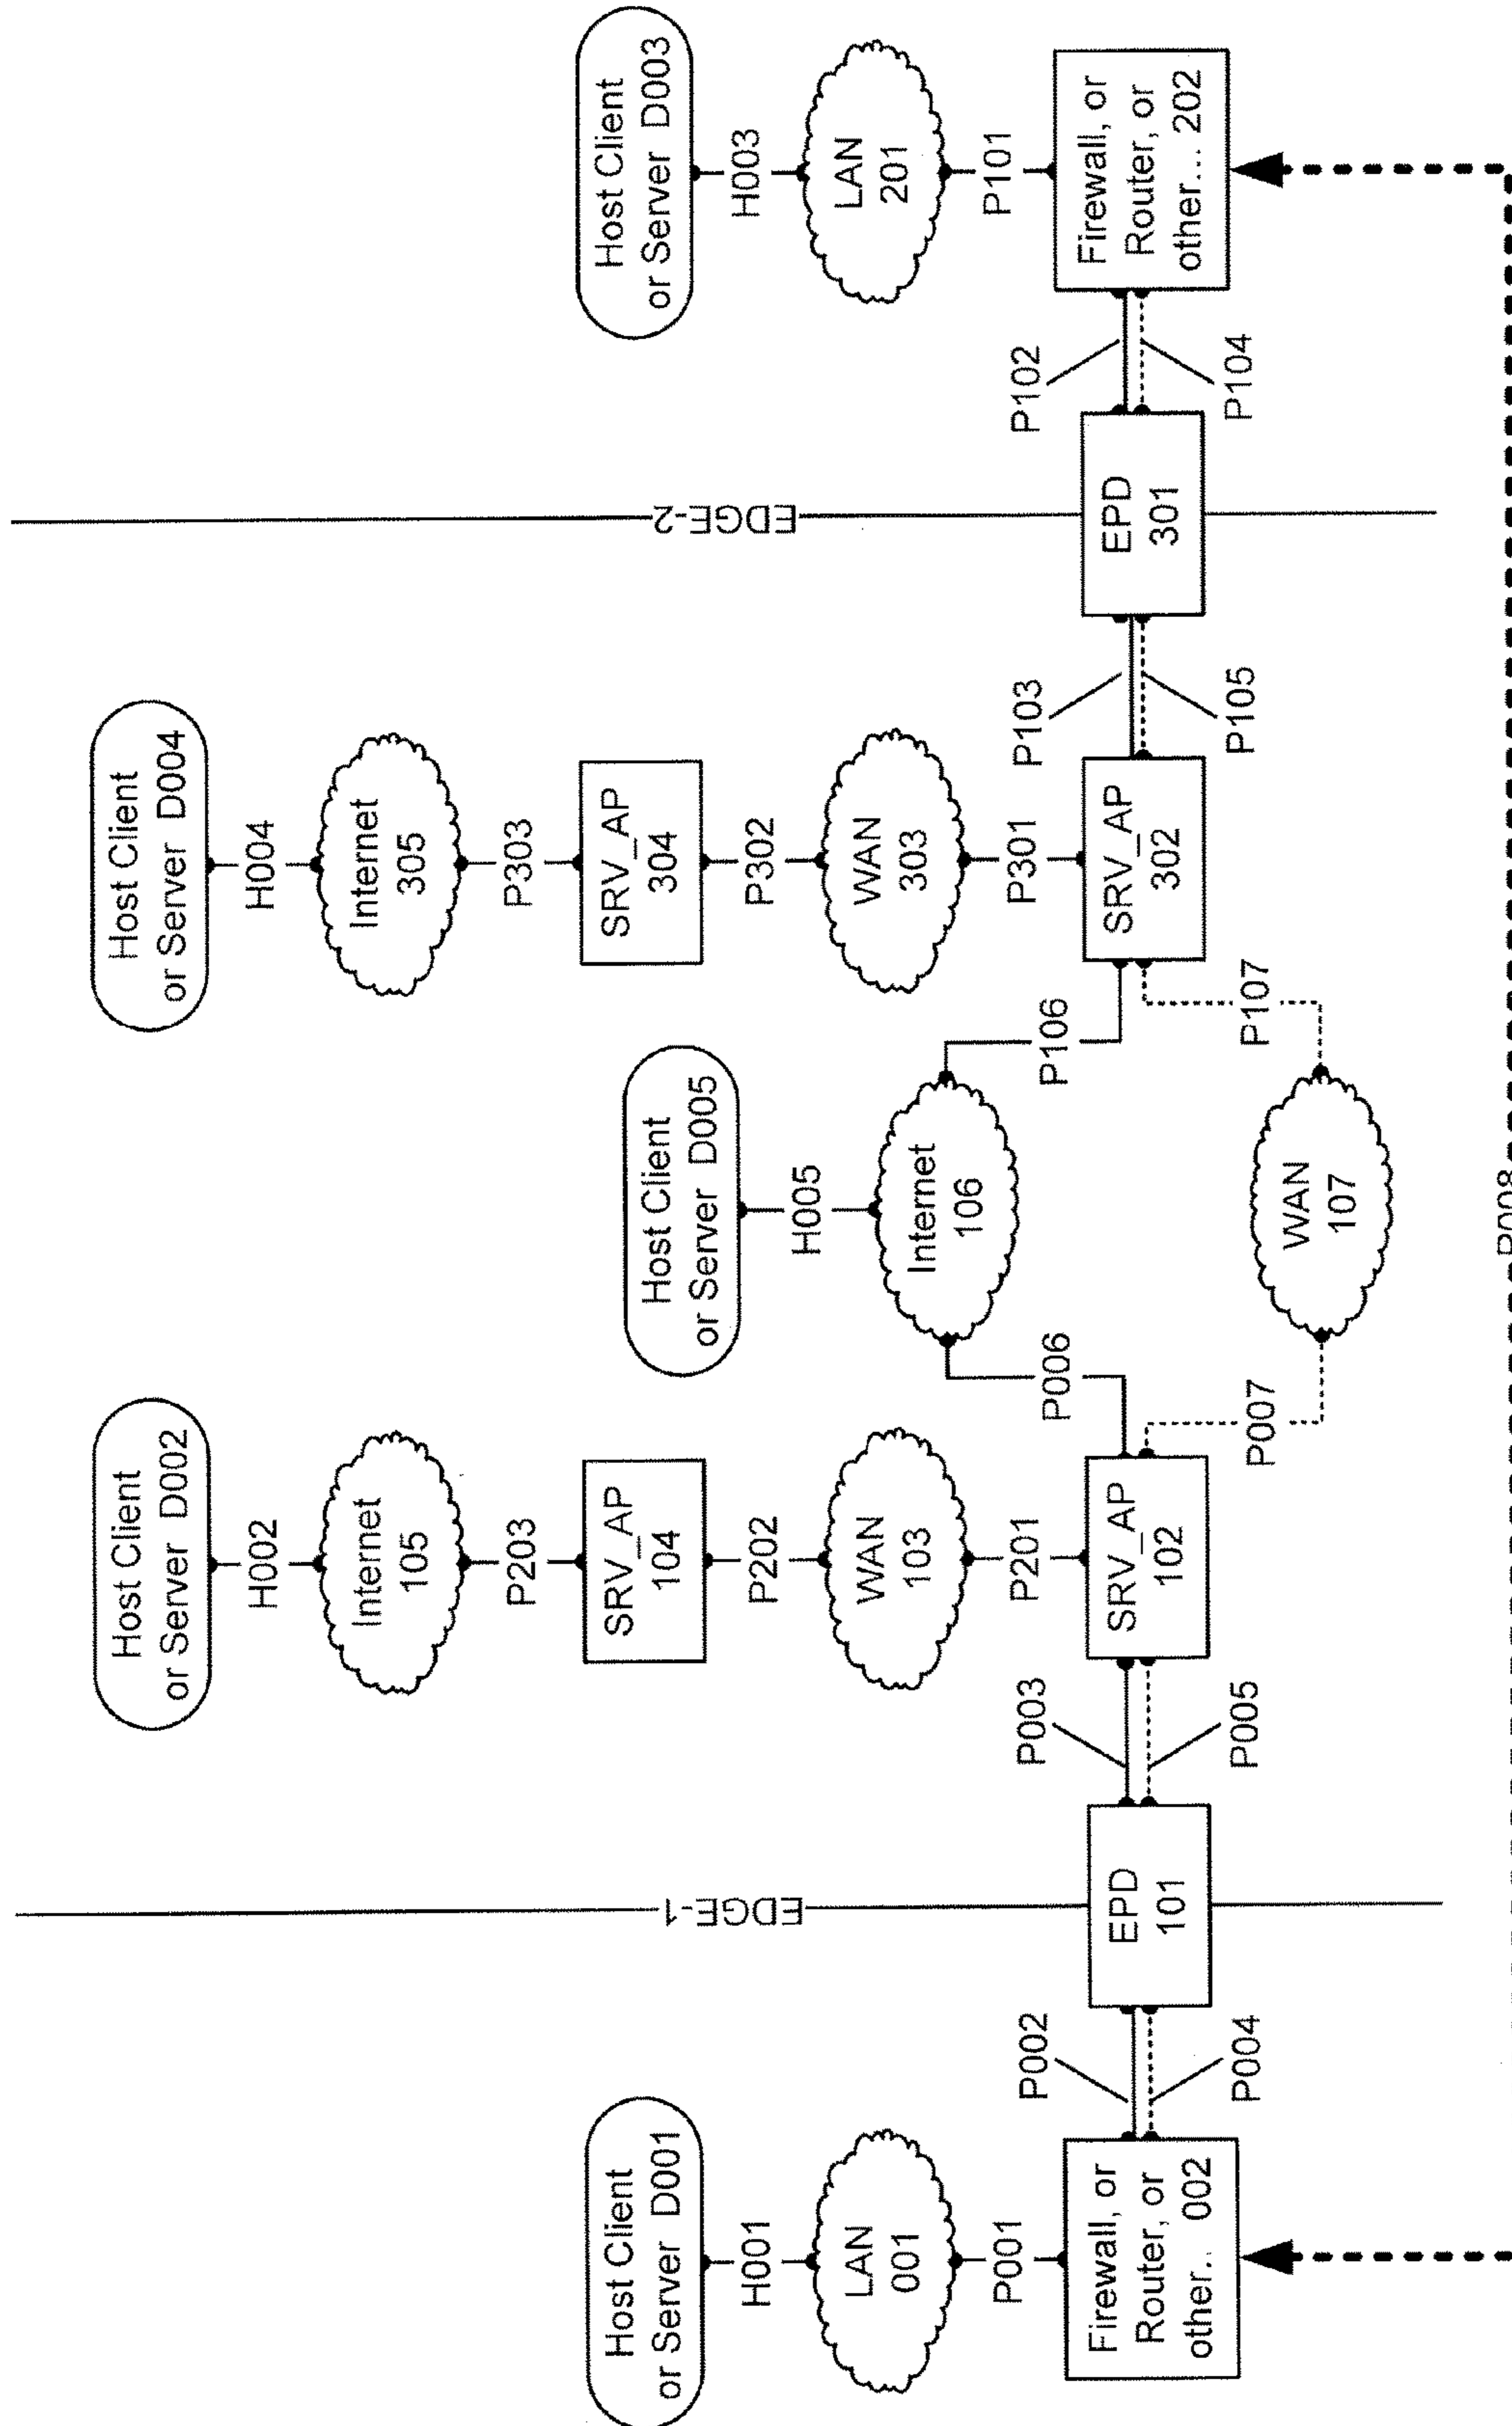 Host Client
or Server D002
H002
Internet
105
P203
SRV_AP
104
P202
WAN
103
P201
SRV_AP
102
Host Client
or Server D004
H004
Internet
305
P303
SRV_AP
304
P302
WAN
303
P301
SRV_AP
302
Host Client
or Server D001
H001
LAN
001
P001
Firewall, or
Router, or
other... 002
P002
P004
EDGE-1
EPD
101
P003
P005
P006
P007
Host Client
or Server D005
H005
Internet
106
WAN
107
P106
P107
P103
P105
EDGE-2
EPD
301
P102
P104
Host Client
or Server D003
H003
LAN
201
P101
Firewall, or
Router, or
other... 202
P008